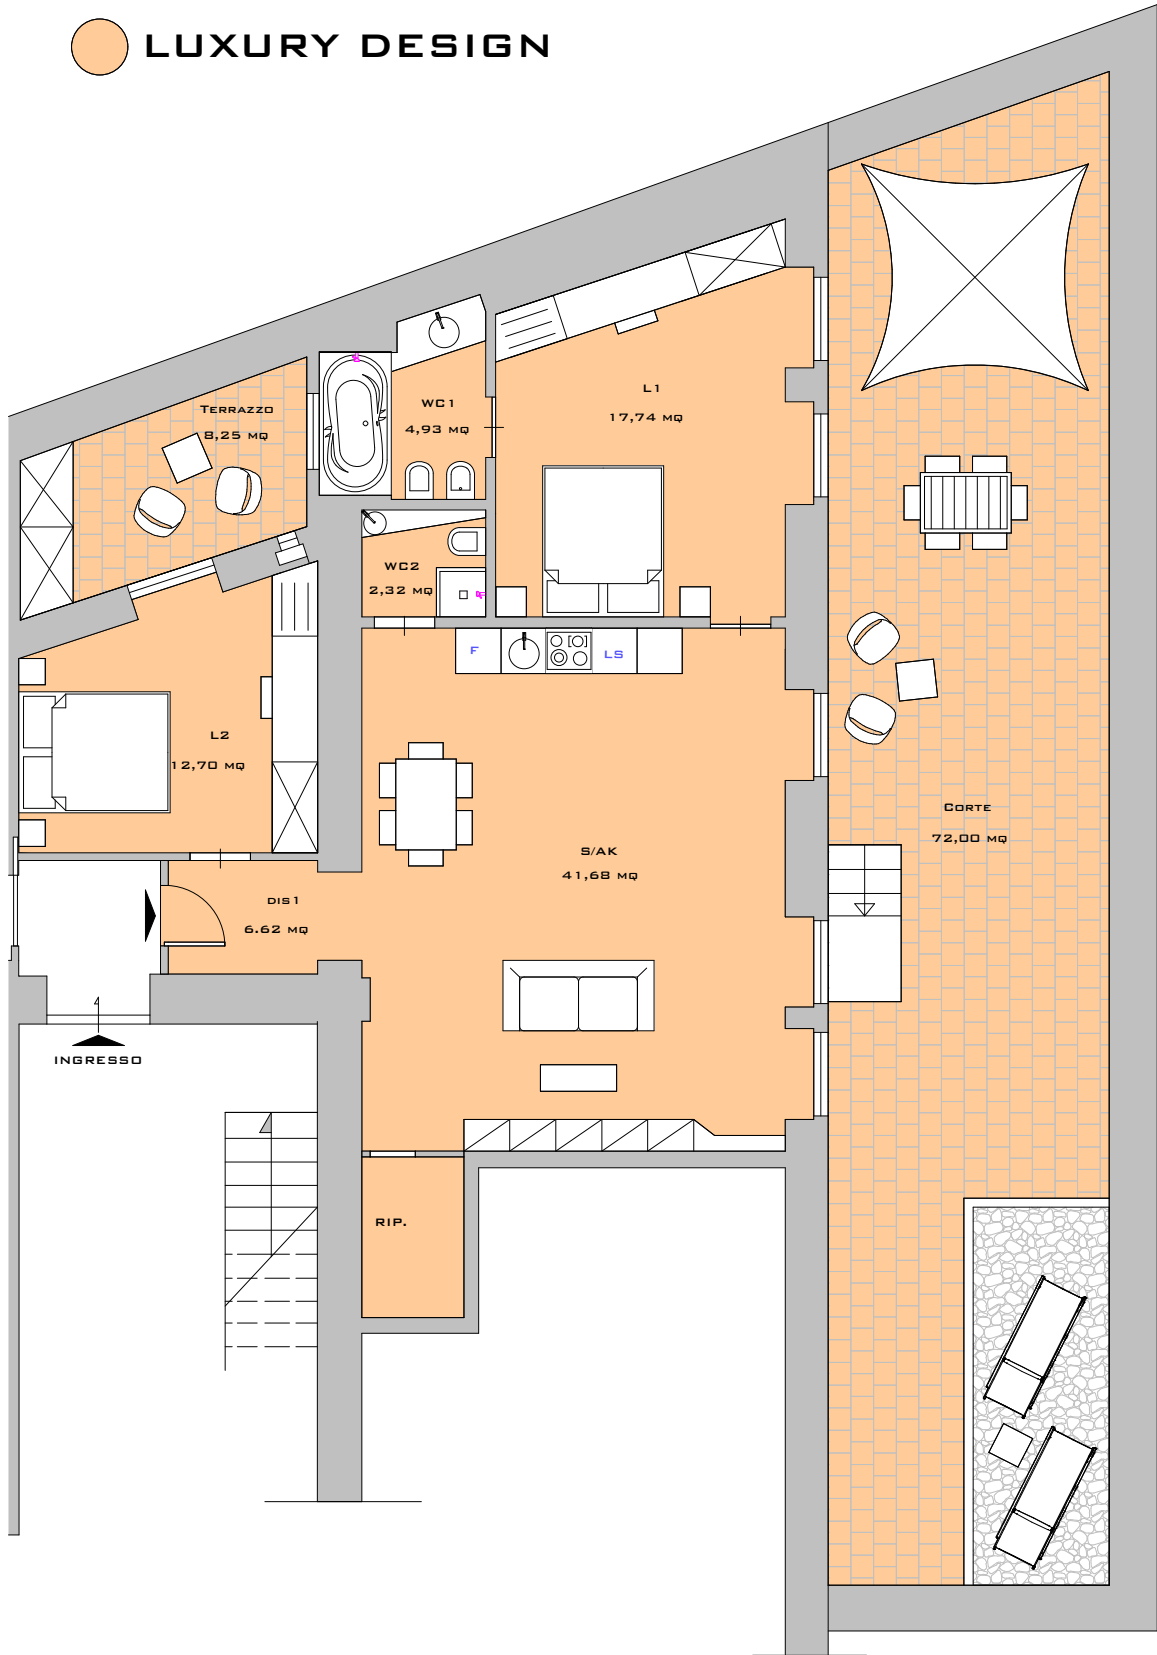 LUXURY DESIGN
TERRAZZO
8,25 MQ
WC1
4,93 MQ
L1
17,74 MQ
WC2
2,32 MQ
F
LS
L2
12,70 MQ
CORTE
72,00 MQ
S/AK
41,68 MQ
DIS1
6.62 MQ
INGRESSO
RIP.